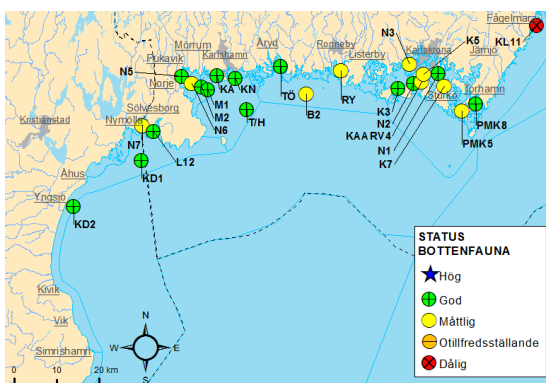 Fågelmara
N3
Ronneby
Karlskrona
K5
Jämjö
KL11
Mörrum
Karlshamn
Åryd
Listerby
Pukavik
N5
Norje
KA
KN
TÖ
RY
Sturkö
Torhamn
M1
M2
N6
T/H
B2
K3
N2
KAARV4
N1
K7
PMK8
PMK5
Sölvesborg
Kristianstad
Nymölla
N7
L12
KD1
Åhus
Yngsjö
KD2
STATUS
BOTTENFAUNA
Hög
God
Måttlig
Otillfredsställande
Dålig
Kivik
Vik
Simrishamn
N
W
E
S
0
10
20 km